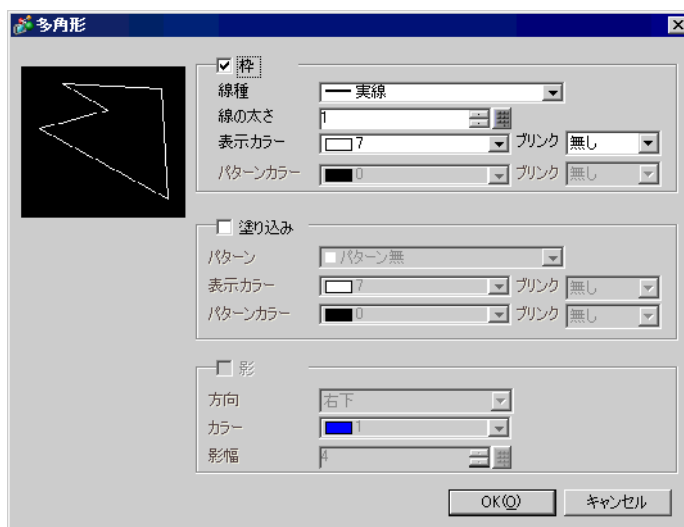 多角形
枠
線種 実線
線の太さ 1
表示カラー 7 ブリンク 無し
パターンカラー 0 ブリンク 無し
塗り込み
パターン パターン無
表示カラー 7 ブリンク 無し
パターンカラー 0 ブリンク 無し
影
方向 右下
カラー 1
影幅 4
OK(O) キャンセル